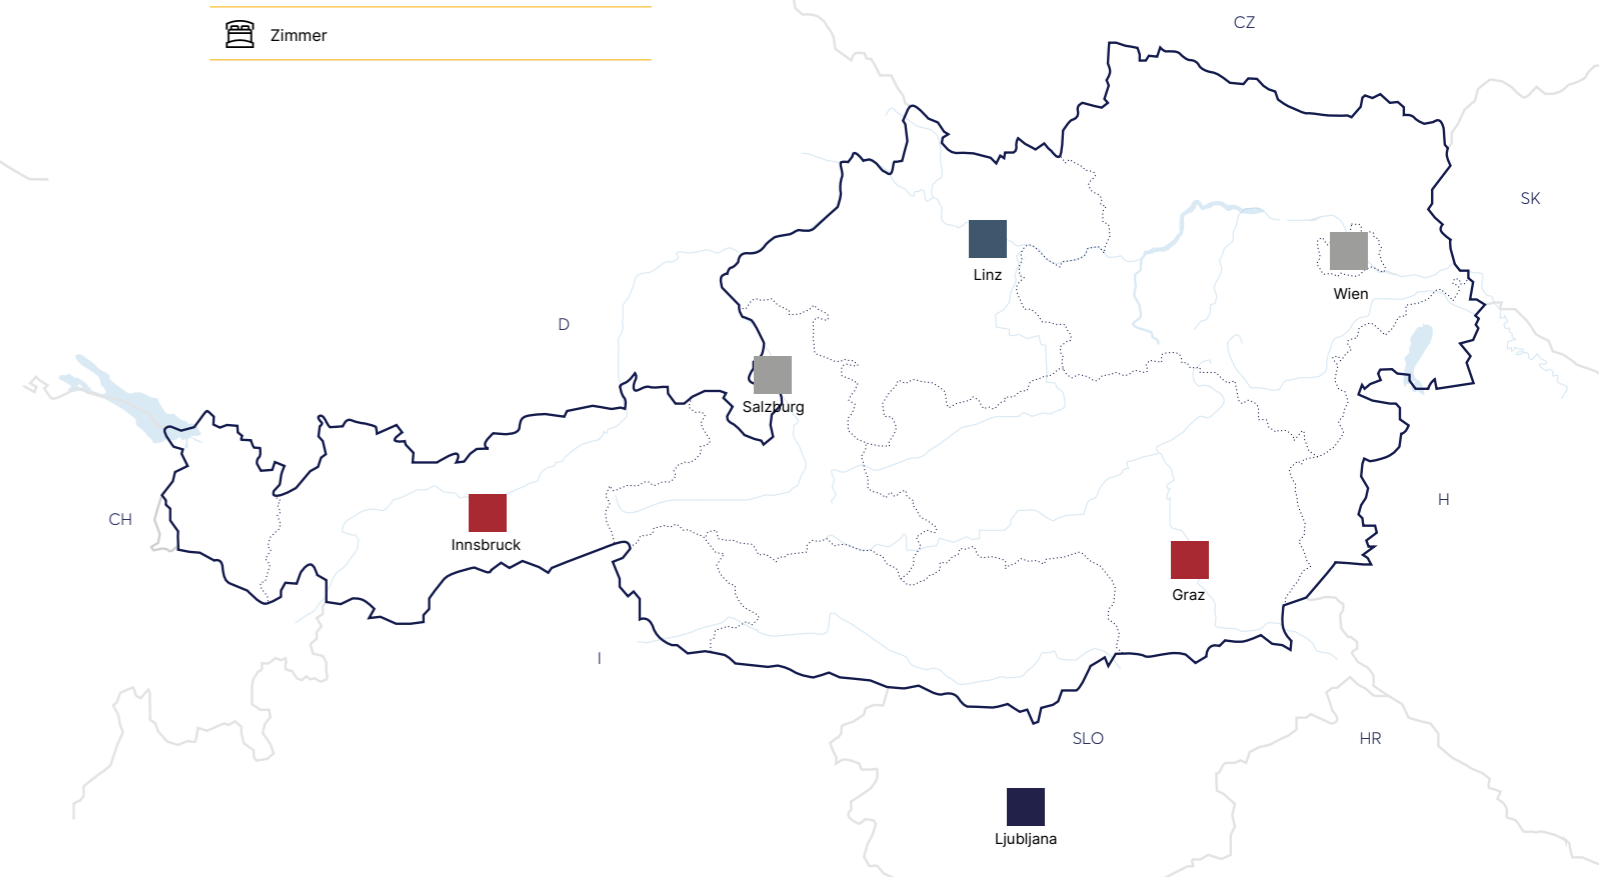 Zimmer
CZ
SK
Linz
Wien
D
Salzburg
CH
H
Innsbruck
Graz
I
SLO
HR
Ljubljana